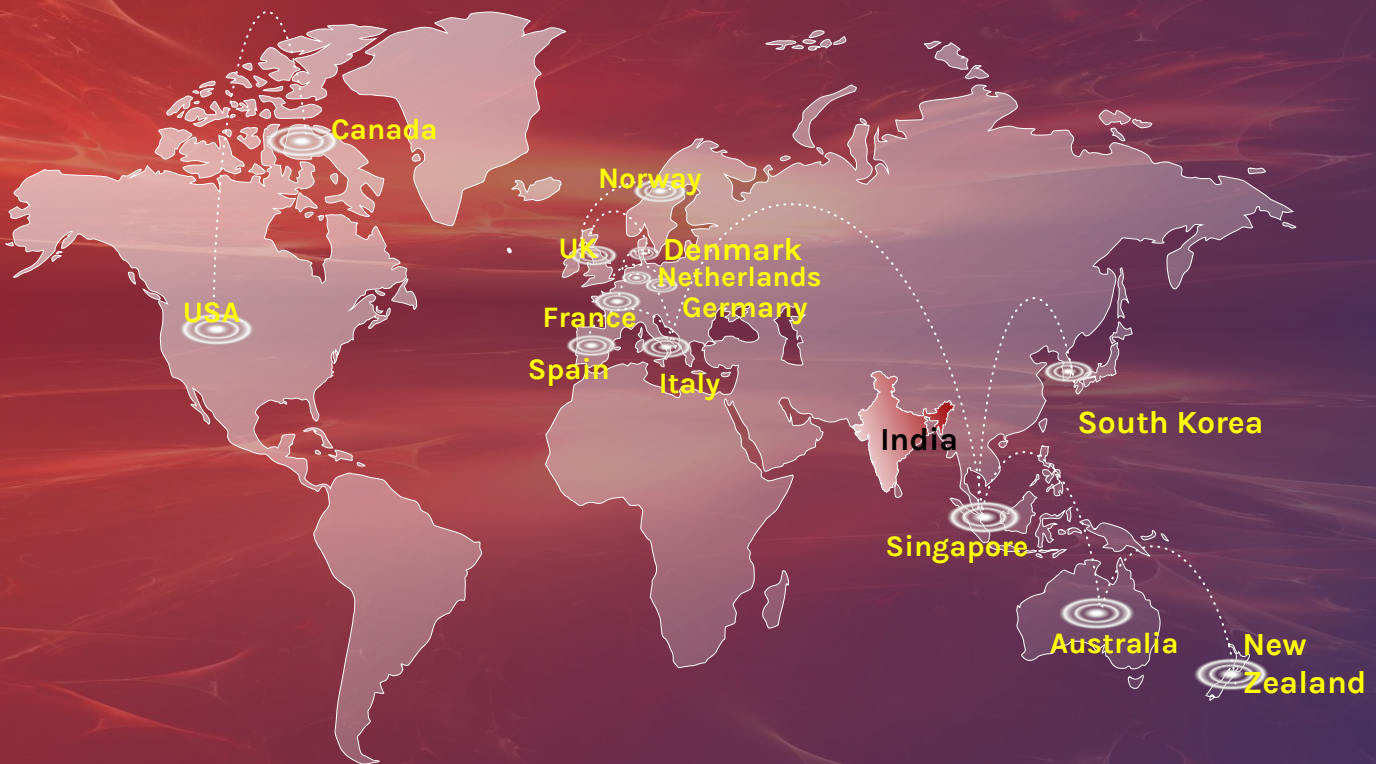 Canada
Norway
UK
Denmark
Netherlands
USA
Germany
France
Spain
Italy
South Korea
India
Singapore
Australia
New
Zealand